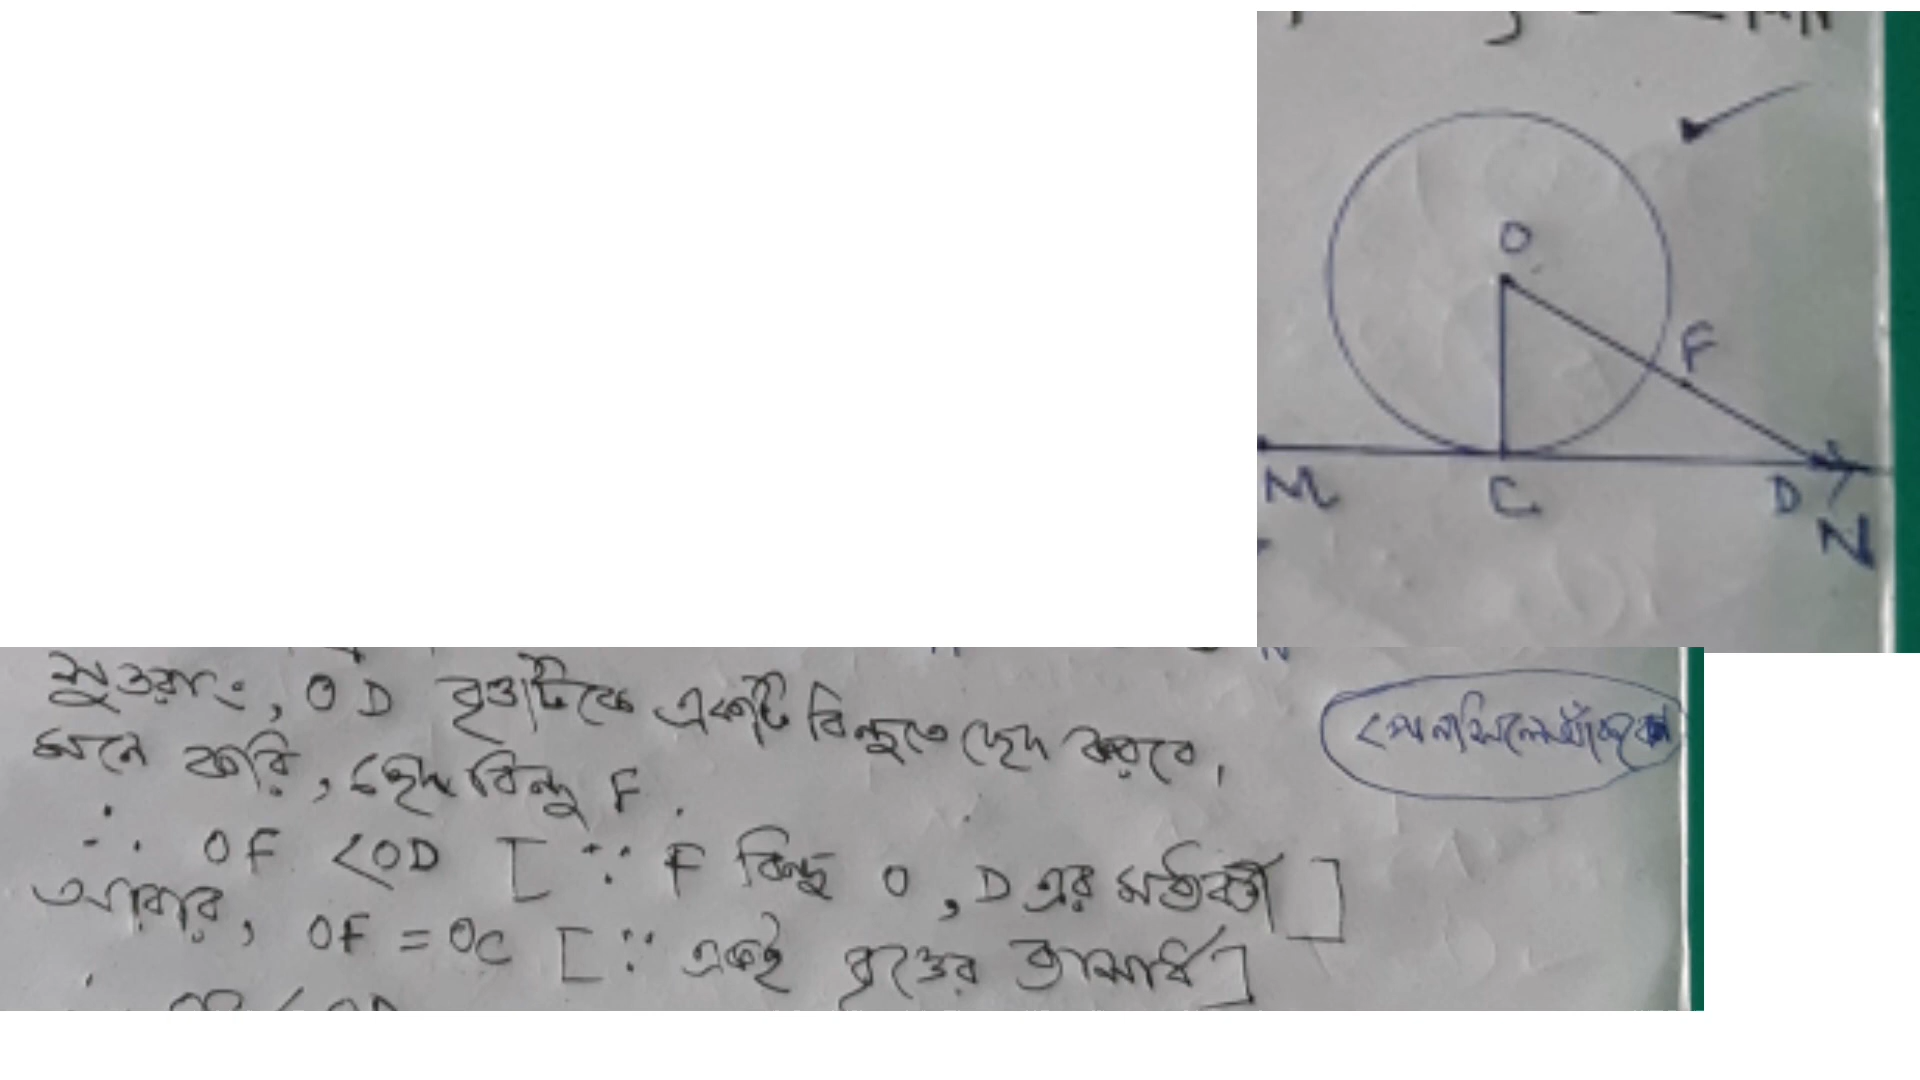 O
F
M
C
D
N
সুতরাং, OD বৃত্তটিকে একটি বিন্দুতে ছেদ করবে,
মনে করি, ছেদ বিন্দু F.
∴ OF < OD [∵ F বিন্দু O, D এর মধ্যবর্তী]
আবার, OF = OC [∵ একই বৃত্তের ব্যাসার্ধ]